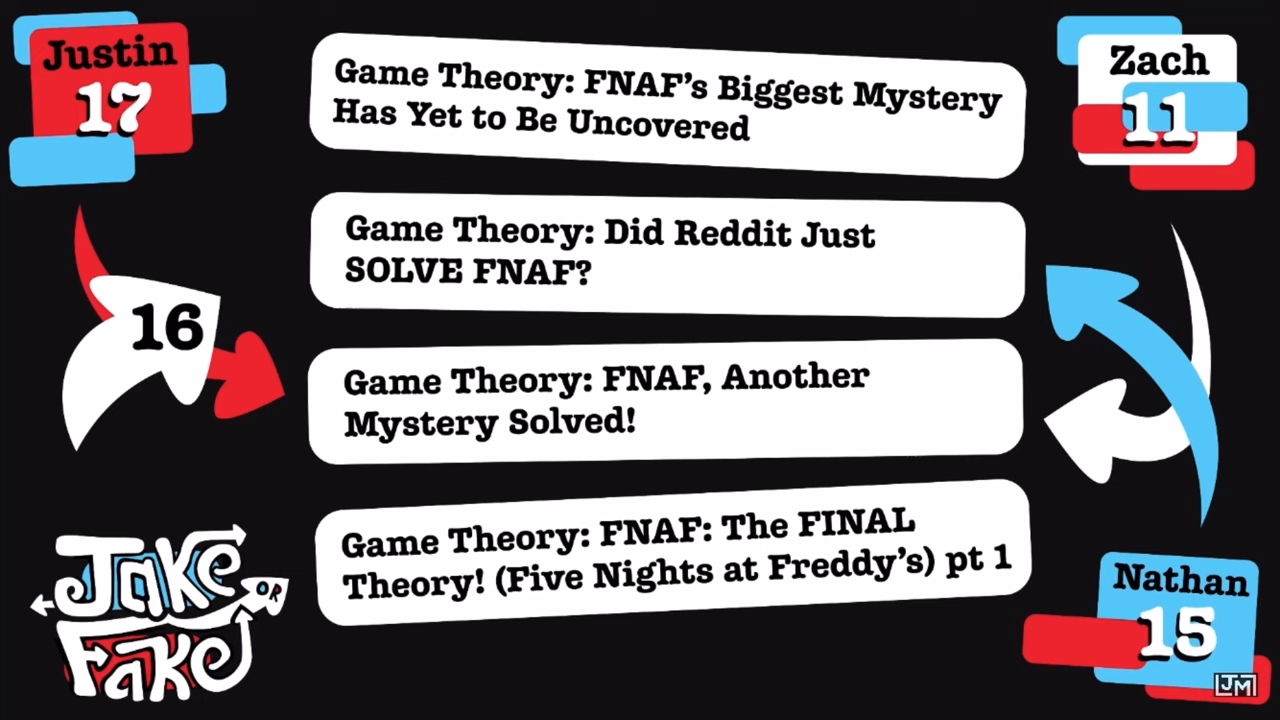 Justin
17
Game Theory: FNAF's Biggest Mystery
Has Yet to Be Uncovered
Zach
11
Game Theory: Did Reddit Just
SOLVE FNAF?
16
Game Theory: FNAF, Another
Mystery Solved!
Game Theory: FNAF: The FINAL
Theory! (Five Nights at Freddy's) pt 1
Jake
OR
Fake
Nathan
15
LJM